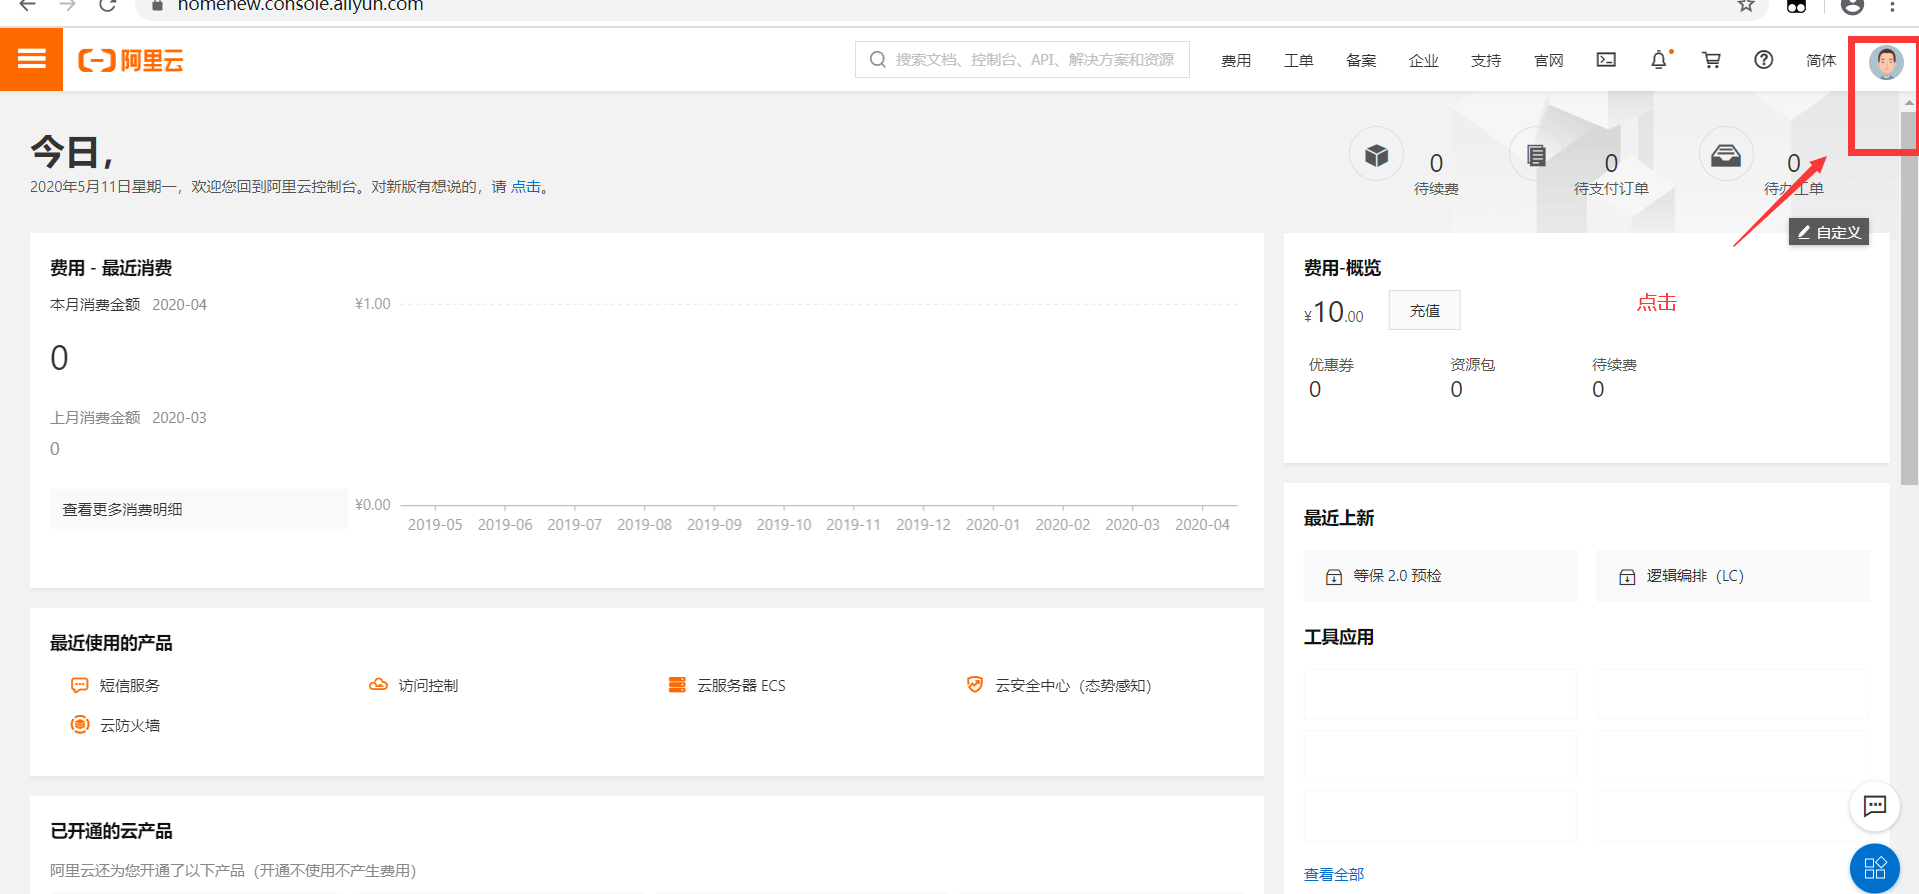 homenew.console.aliyun.com
阿里云
搜索文档、控制台、API、解决方案和资源
费用
工单
备案
企业
支持
官网
简体
今日，
2020年5月11日星期一，欢迎您回到阿里云控制台。对新版有想说的，请 点击。
0
待续费
0
待支付订单
0
待办工单
自定义
费用 - 最近消费
本月消费金额 2020-04
0
上月消费金额 2020-03
0
查看更多消费明细
¥1.00
¥0.00
2019-05 2019-06 2019-07 2019-08 2019-09 2019-10 2019-11 2019-12 2020-01 2020-02 2020-03 2020-04
费用-概览
¥10.00
充值
点击
优惠券 资源包 待续费
0 0 0
最近使用的产品
短信服务 访问控制 云服务器 ECS 云安全中心（态势感知）
云防火墙
最近上新
等保 2.0 预检 逻辑编排（LC）
工具应用
查看全部
已开通的云产品
阿里云还为您开通了以下产品（开通不使用不产生费用）